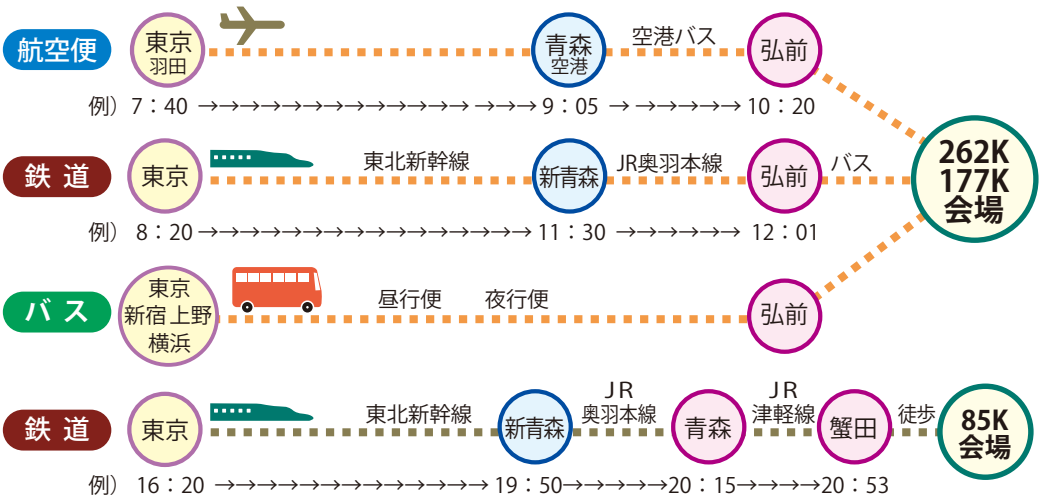 航空便
東京
羽田
青森
空港
空港バス
弘前
例） 7：40 →→→→→→→→→→→→→ →→→ 9：05 → →→→→→ 10：20
鉄 道
東京
東北新幹線
新青森
JR奥羽本線
弘前
バス
262K
177K
会場
例） 8：20 →→→→→→→→→→→→→→→→ 11：30 →→→→→→ 12：01
バ ス
東京
新宿 上野
横浜
昼行便 夜行便
弘前
鉄 道
東京
東北新幹線
新青森
JR
奥羽本線
青森
JR
津軽線
蟹田
徒歩
85K
会場
例） 16：20 →→→→→→→→→→→→→ 19：50→→→→→20：15→→→→20：53